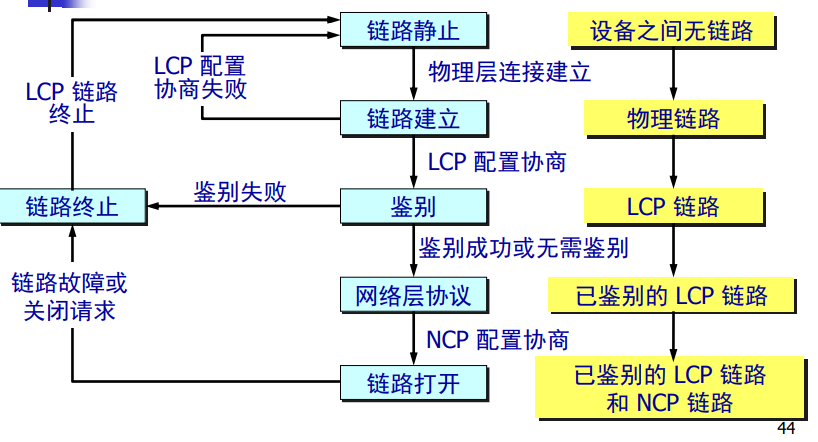 链路静止
设备之间无链路
LCP 配置
协商失败
物理层连接建立
LCP 链路
终止
链路建立
物理链路
LCP 配置协商
鉴别失败
链路终止
鉴别
LCP 链路
鉴别成功或无需鉴别
链路故障或
关闭请求
网络层协议
已鉴别的 LCP 链路
NCP 配置协商
链路打开
已鉴别的 LCP 链路
和 NCP 链路
44